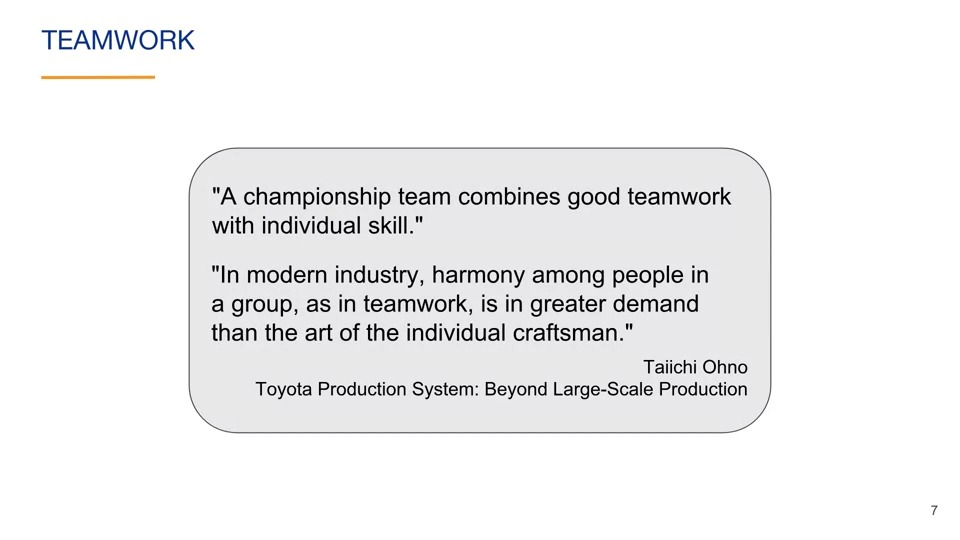 TEAMWORK
"A championship team combines good teamwork
with individual skill."
"In modern industry, harmony among people in
a group, as in teamwork, is in greater demand
than the art of the individual craftsman."
Taiichi Ohno
Toyota Production System: Beyond Large-Scale Production
7